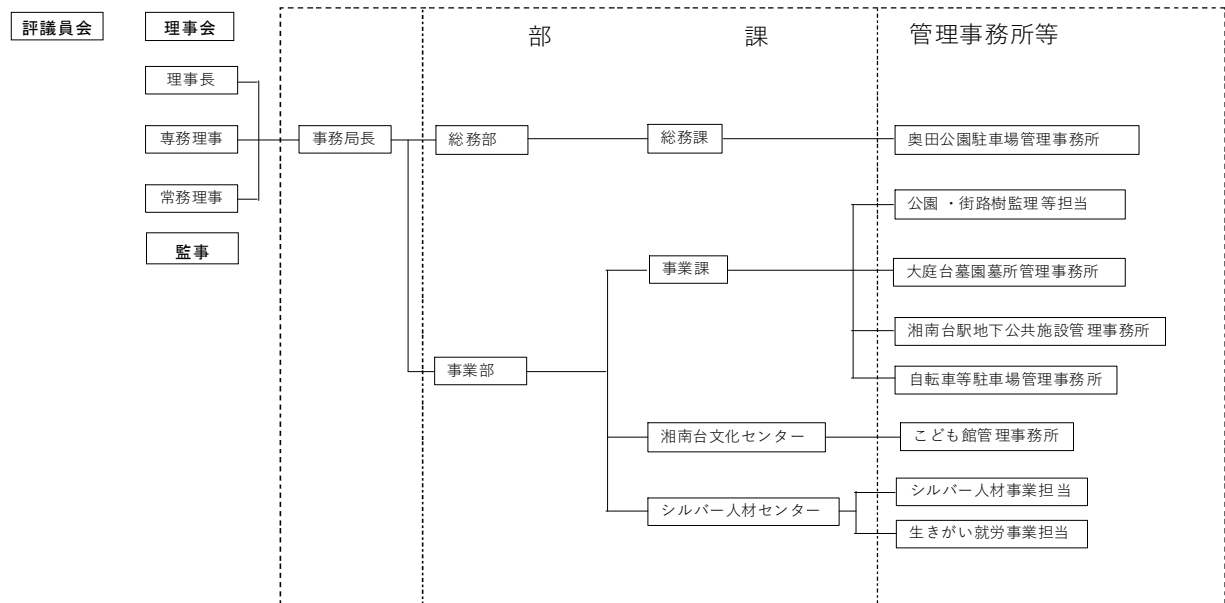 評議員会
理事会
部
課
管理事務所等
理事長
専務理事
常務理事
監事
事務局長
総務部
総務課
奥田公園駐車場管理事務所
公園・街路樹監理等担当
事業課
大庭台墓園墓所管理事務所
湘南台駅地下公共施設管理事務所
事業部
自転車等駐車場管理事務所
湘南台文化センター
こども館管理事務所
シルバー人材センター
シルバー人材事業担当
生きがい就労事業担当